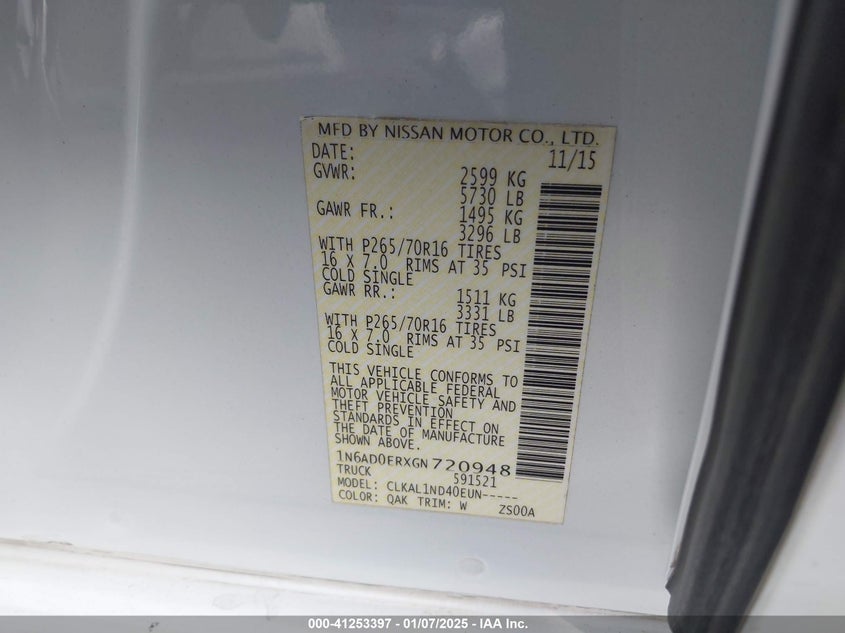 MFD BY NISSAN MOTOR CO., LTD.
DATE: 11/15
GVWR: 2599 KG
5730 LB
GAWR FR.: 1495 KG
3296 LB
WITH P265/70R16 TIRES
16 X 7.0 RIMS AT 35 PSI
COLD SINGLE
GAWR RR.: 1511 KG
3331 LB
WITH P265/70R16 TIRES
16 X 7.0 RIMS AT 35 PSI
COLD SINGLE
THIS VEHICLE CONFORMS TO
ALL APPLICABLE FEDERAL
MOTOR VEHICLE SAFETY AND
THEFT PREVENTION
STANDARDS IN EFFECT ON
THE DATE OF MANUFACTURE
SHOWN ABOVE.
1N6AD0ERXGN720948
TRUCK 591521
MODEL: CLKAL1ND40EUN-----
COLOR: QAK TRIM: W ZS00A
000-41253397 — 01/07/2025 — IAA Inc.